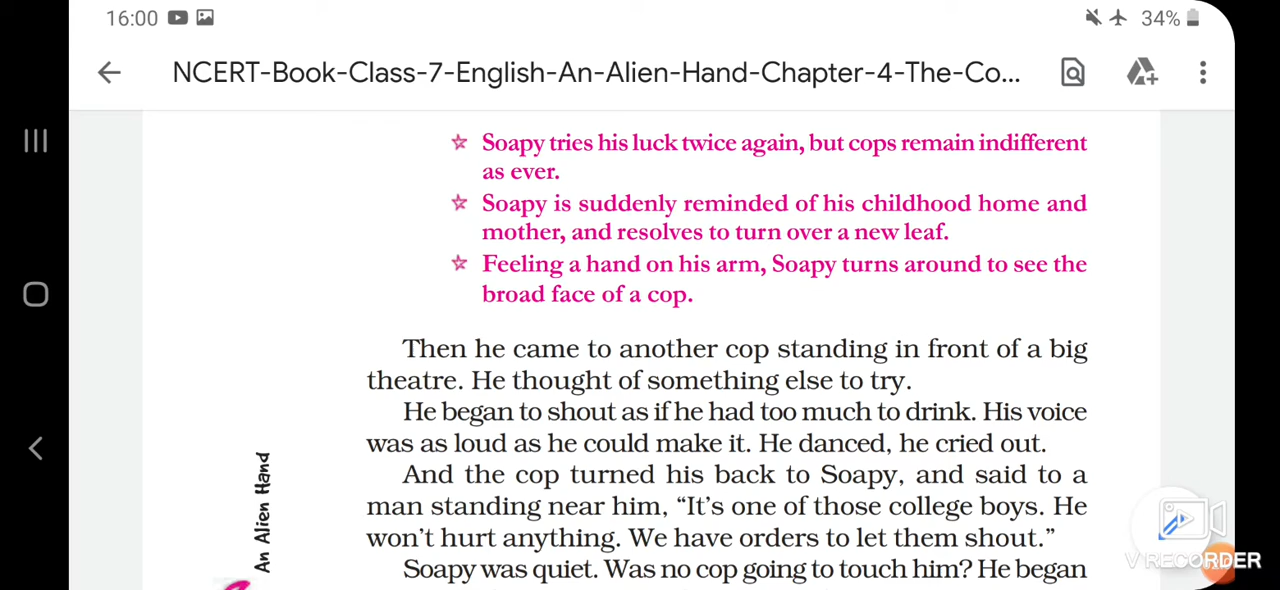 16:00
34%
NCERT-Book-Class-7-English-An-Alien-Hand-Chapter-4-The-Co...
Soapy tries his luck twice again, but cops remain indifferent
as ever.
Soapy is suddenly reminded of his childhood home and
mother, and resolves to turn over a new leaf.
Feeling a hand on his arm, Soapy turns around to see the
broad face of a cop.
Then he came to another cop standing in front of a big
theatre. He thought of something else to try.
He began to shout as if he had too much to drink. His voice
was as loud as he could make it. He danced, he cried out.
And the cop turned his back to Soapy, and said to a
man standing near him, “It’s one of those college boys. He
won’t hurt anything. We have orders to let them shout.”
Soapy was quiet. Was no cop going to touch him? He began
An Alien Hand
V RECORDER